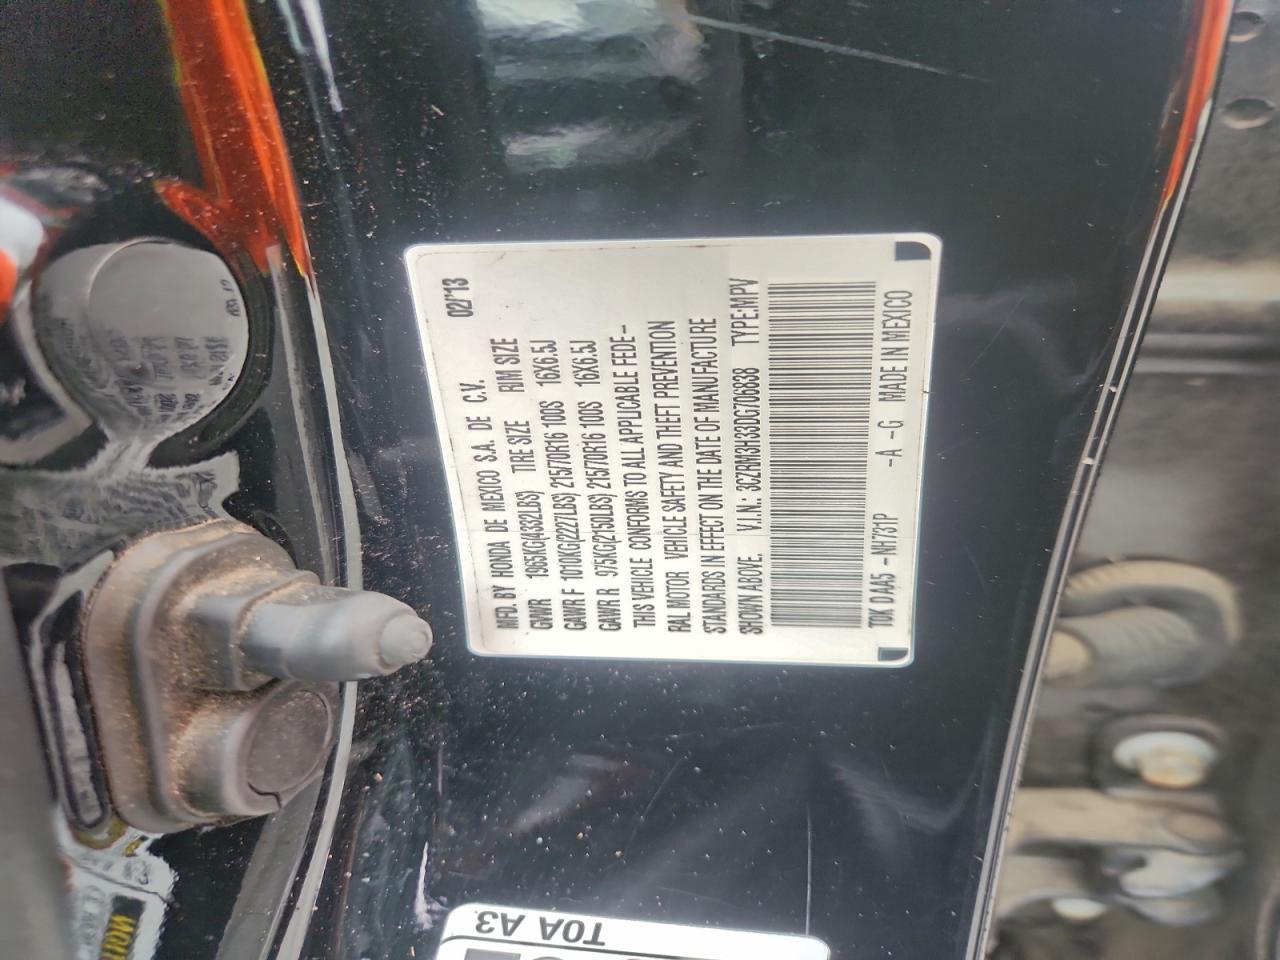 MFD. BY HONDA DE MEXICO S.A. DE C.V. 02/'13
GVWR 1965KG(4332LBS) TIRE SIZE RIM SIZE
GAWR F 1010KG(2227LBS) 215/70R16 100S 16X6.5J
GAWR R 975KG(2150LBS) 215/70R16 100S 16X6.5J
THIS VEHICLE CONFORMS TO ALL APPLICABLE FEDE-
RAL MOTOR VEHICLE SAFETY AND THEFT PREVENTION
STANDARDS IN EFFECT ON THE DATE OF MANUFACTURE
SHOWN ABOVE. V.I.N.: 3CZRM3H33DG706838 TYPE:MPV
T0K DAA5 -NH731P -A -G MADE IN MEXICO
T0A A3